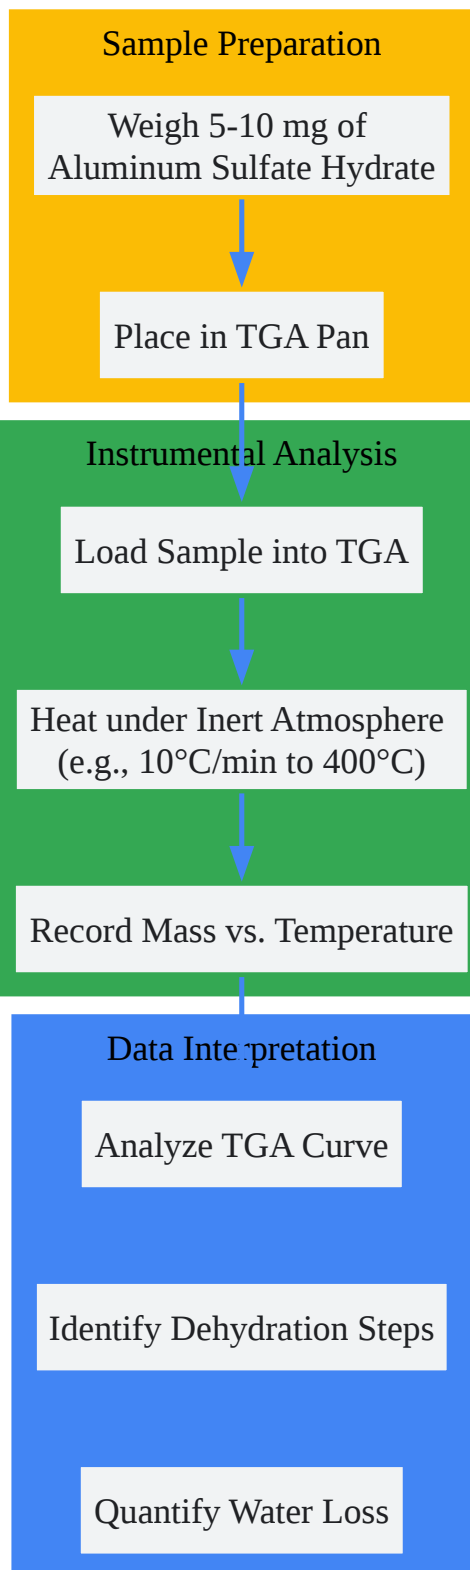 Sample Preparation
Weigh 5-10 mg of
Aluminum Sulfate Hydrate
Place in TGA Pan
Instrumental Analysis
Load Sample into TGA
Heat under Inert Atmosphere
(e.g., 10°C/min to 400°C)
Record Mass vs. Temperature
Data Interpretation
Analyze TGA Curve
Identify Dehydration Steps
Quantify Water Loss